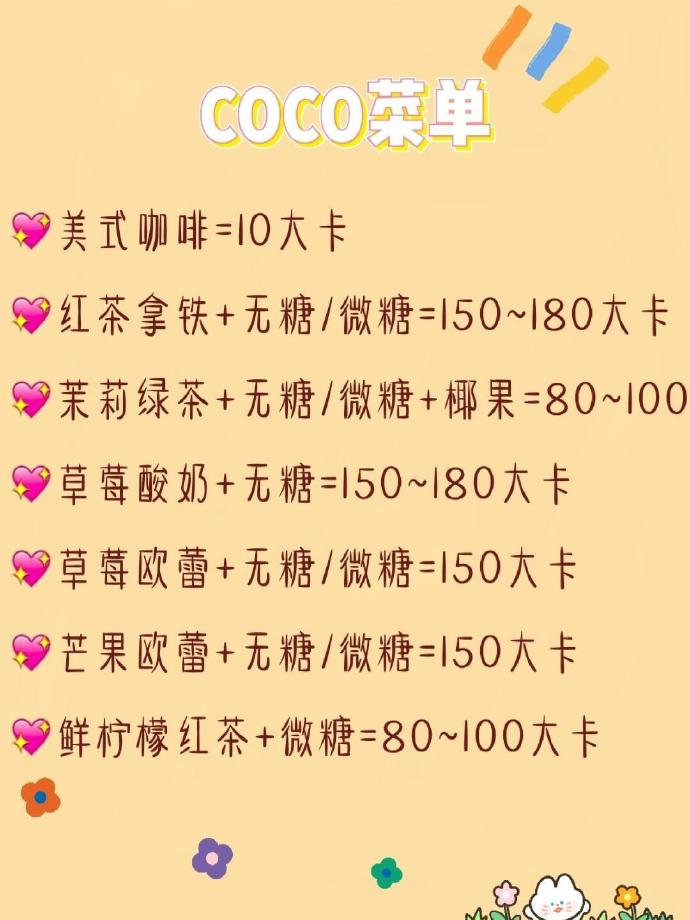 COCO菜单
美式咖啡=10大卡
红茶拿铁+无糖/微糖=150~180大卡
茉莉绿茶+无糖/微糖+椰果=80~100
草莓酸奶+无糖=150~180大卡
草莓欧蕾+无糖/微糖=150大卡
芒果欧蕾+无糖/微糖=150大卡
鲜柠檬红茶+微糖=80~100大卡